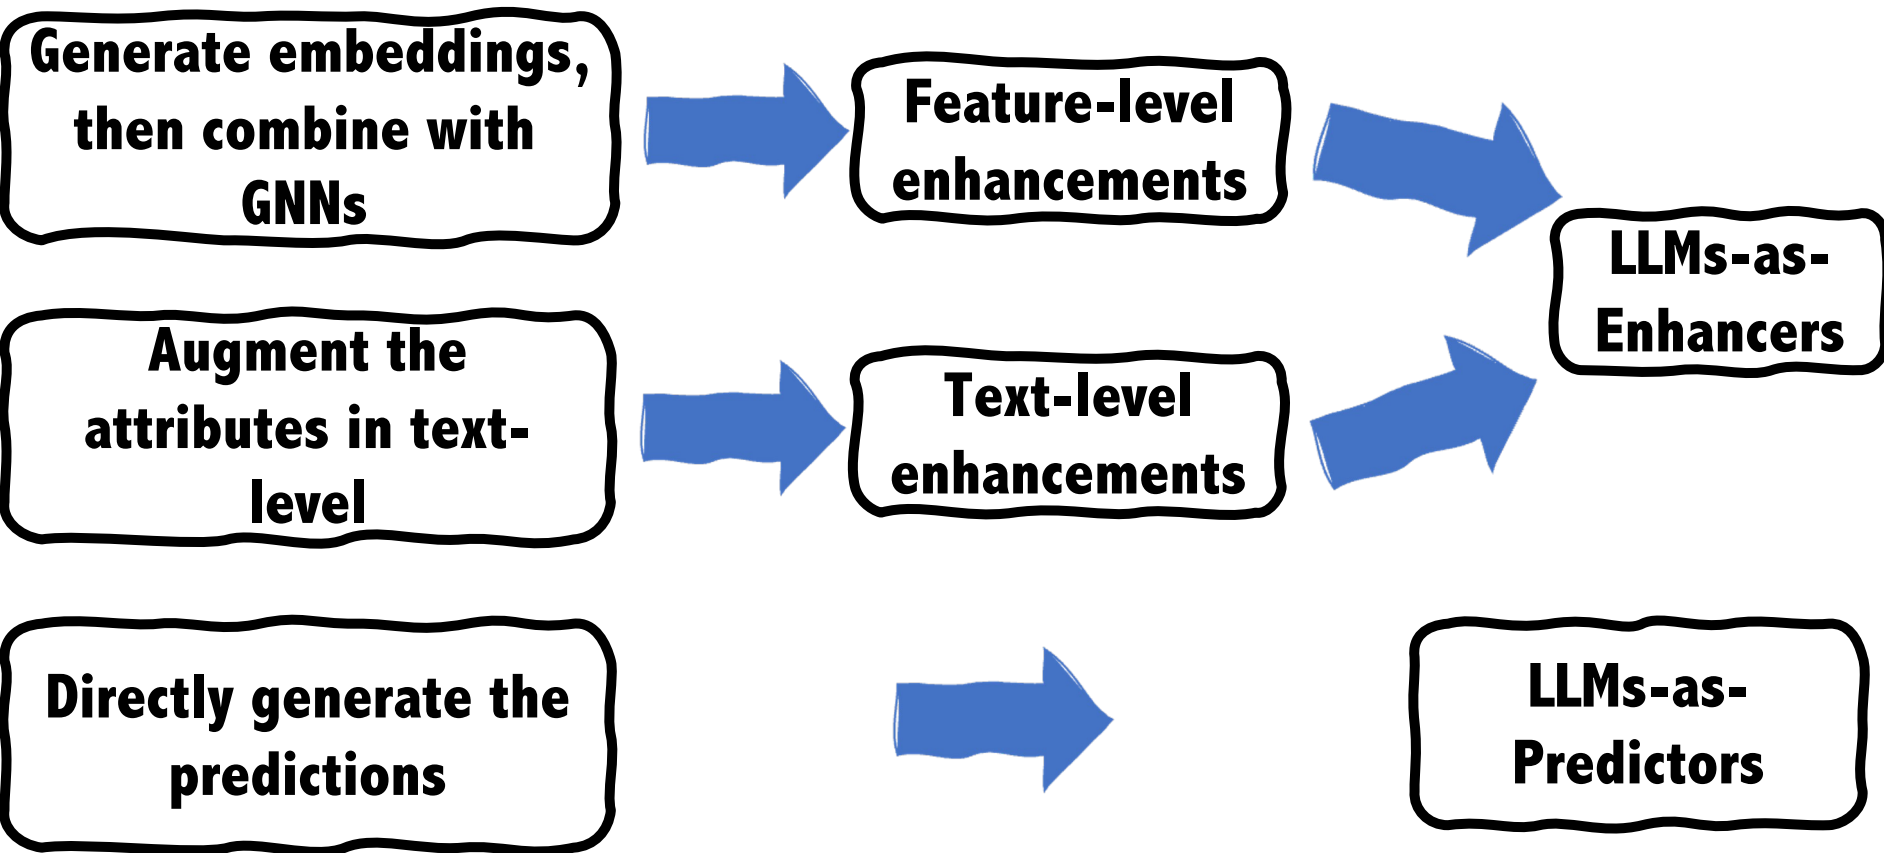 Generate embeddings,
then combine with
GNNs
Feature-level
enhancements
LLMs-as-
Enhancers
Augment the
attributes in text-
level
Text-level
enhancements
Directly generate the
predictions
LLMs-as-
Predictors